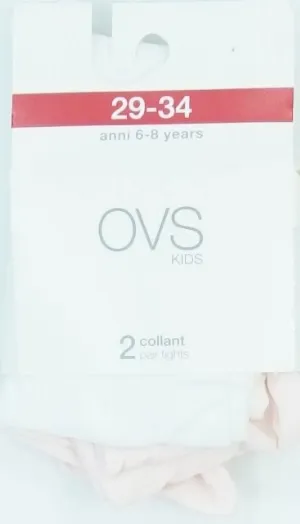 29-34
anni 6-8 years
OVS
KIDS
2 collant
pair tights